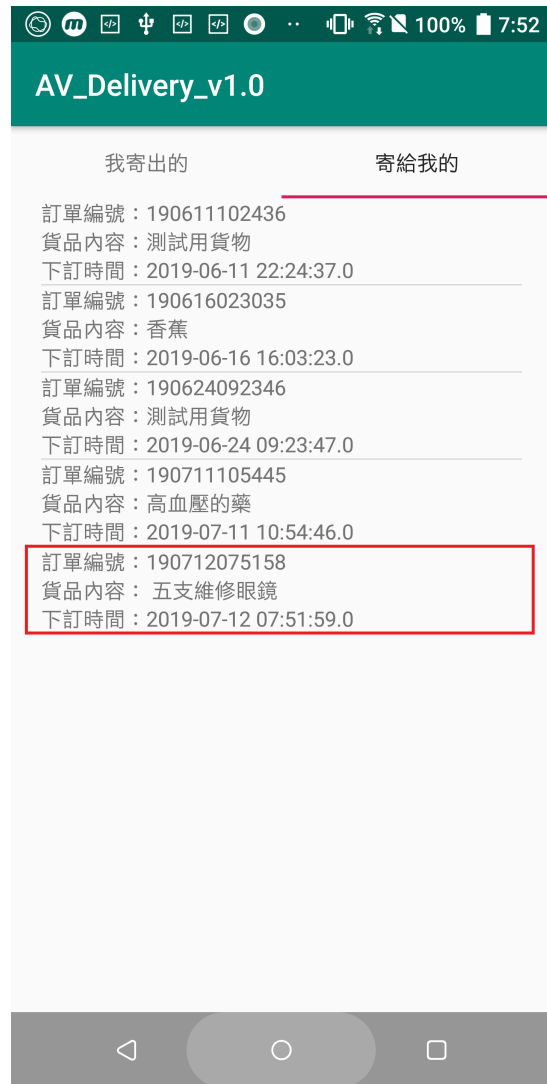 100% 7:52
AV_Delivery_v1.0
我寄出的 寄給我的
訂單編號：190611102436
貨品內容：測試用貨物
下訂時間：2019-06-11 22:24:37.0
訂單編號：190616023035
貨品內容：香蕉
下訂時間：2019-06-16 16:03:23.0
訂單編號：190624092346
貨品內容：測試用貨物
下訂時間：2019-06-24 09:23:47.0
訂單編號：190711105445
貨品內容：高血壓的藥
下訂時間：2019-07-11 10:54:46.0
訂單編號：190712075158
貨品內容： 五支維修眼鏡
下訂時間：2019-07-12 07:51:59.0